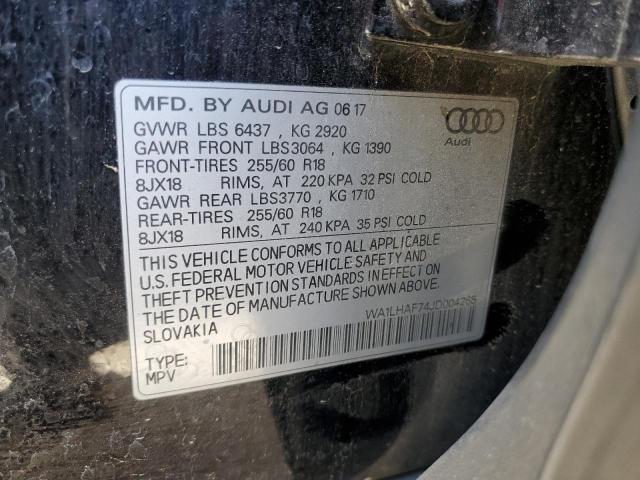 MFD. BY AUDI AG 06 17
GVWR LBS 6437 , KG 2920
GAWR FRONT LBS3064 , KG 1390
FRONT-TIRES 255/60 R18
8JX18 RIMS, AT 220 KPA 32 PSI COLD
GAWR REAR LBS3770 , KG 1710
REAR-TIRES 255/60 R18
8JX18 RIMS, AT 240 KPA 35 PSI COLD
Audi
THIS VEHICLE CONFORMS TO ALL APPLICABLE
U.S. FEDERAL MOTOR VEHICLE SAFETY AND
THEFT PREVENTION STANDARDS IN EFFECT ON
THE DATE OF MANUFACTURE SHOWN ABOVE.
SLOVAKIA
WA1LHAF74JD004265
TYPE:
MPV